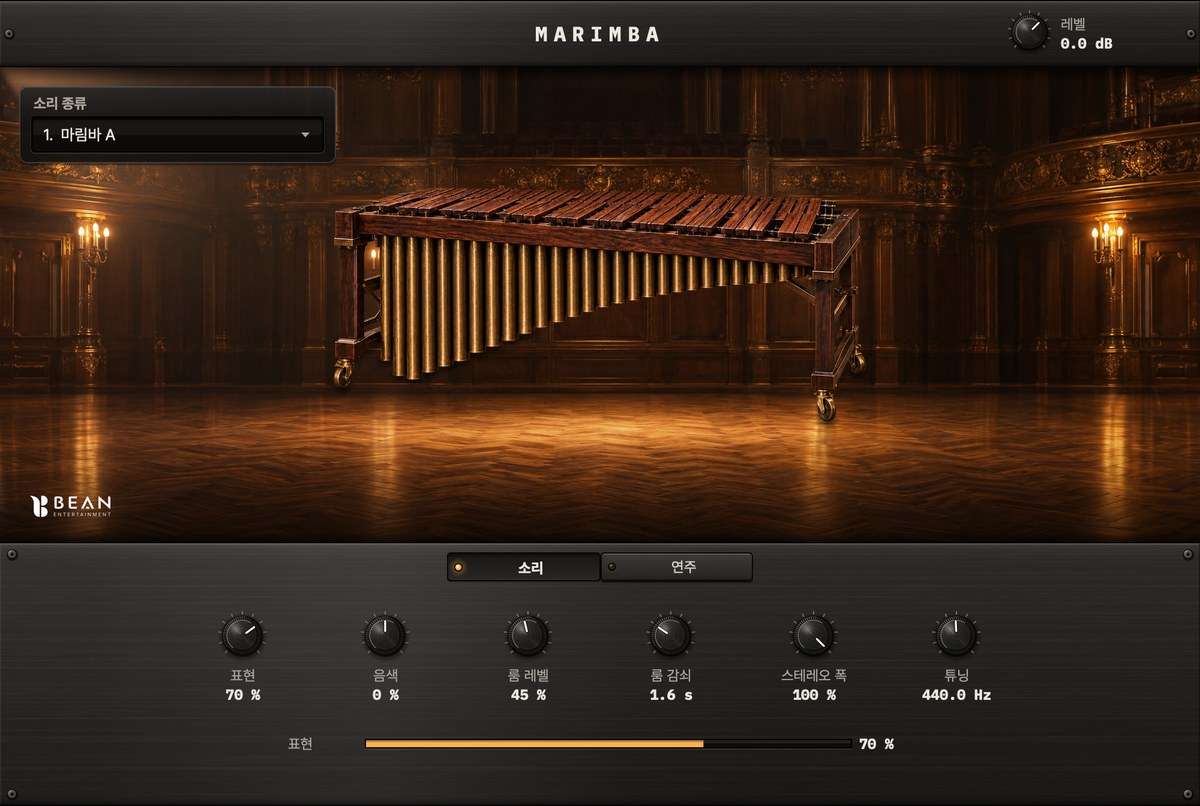 MARIMBA
레벨
0.0 dB
소리 종류
1. 마림바 A
BEAN
ENTERTAINMENT
소리
연주
표현
70 %
음색
0 %
룸 레벨
45 %
룸 감쇠
1.6 s
스테레오 폭
100 %
튜닝
440.0 Hz
표현
70 %